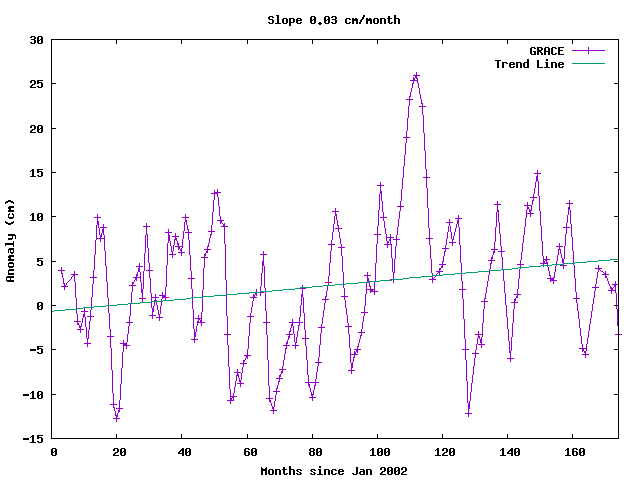 Slope 0.03 cm/month
GRACE
Trend Line
30
25
20
15
10
5
0
-5
-10
-15
Anomaly (cm)
0 20 40 60 80 100 120 140 160
Months since Jan 2002